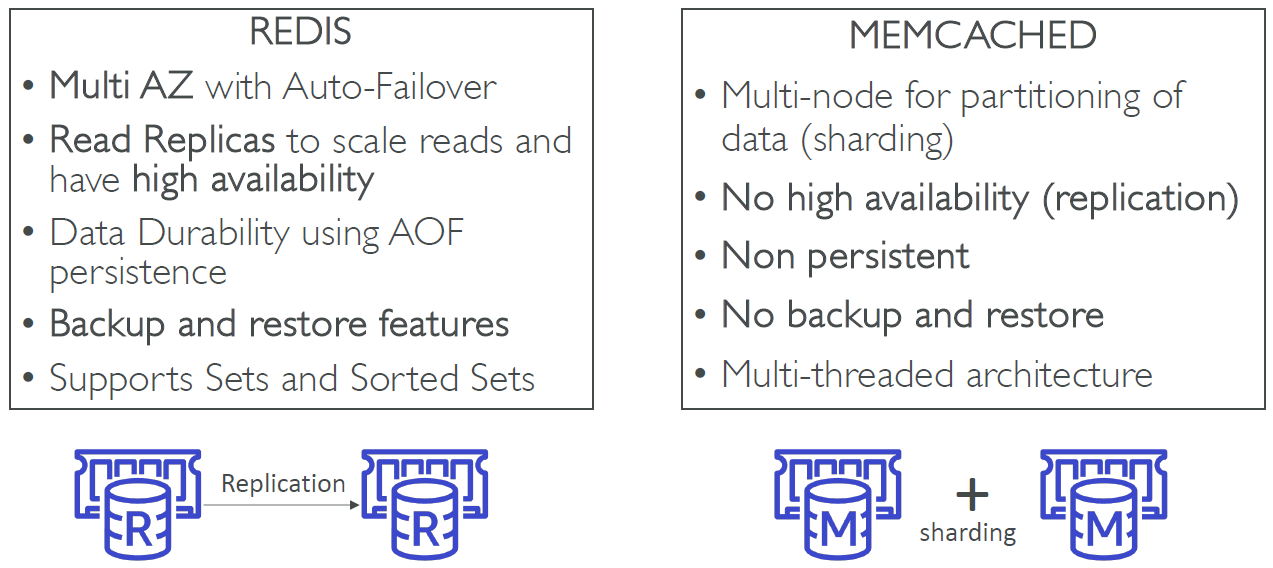 REDIS
• Multi AZ with Auto-Failover
• Read Replicas to scale reads and
have high availability
• Data Durability using AOF
persistence
• Backup and restore features
• Supports Sets and Sorted Sets
MEMCACHED
• Multi-node for partitioning of
data (sharding)
• No high availability (replication)
• Non persistent
• No backup and restore
• Multi-threaded architecture
R
Replication
R
M
+
sharding
M